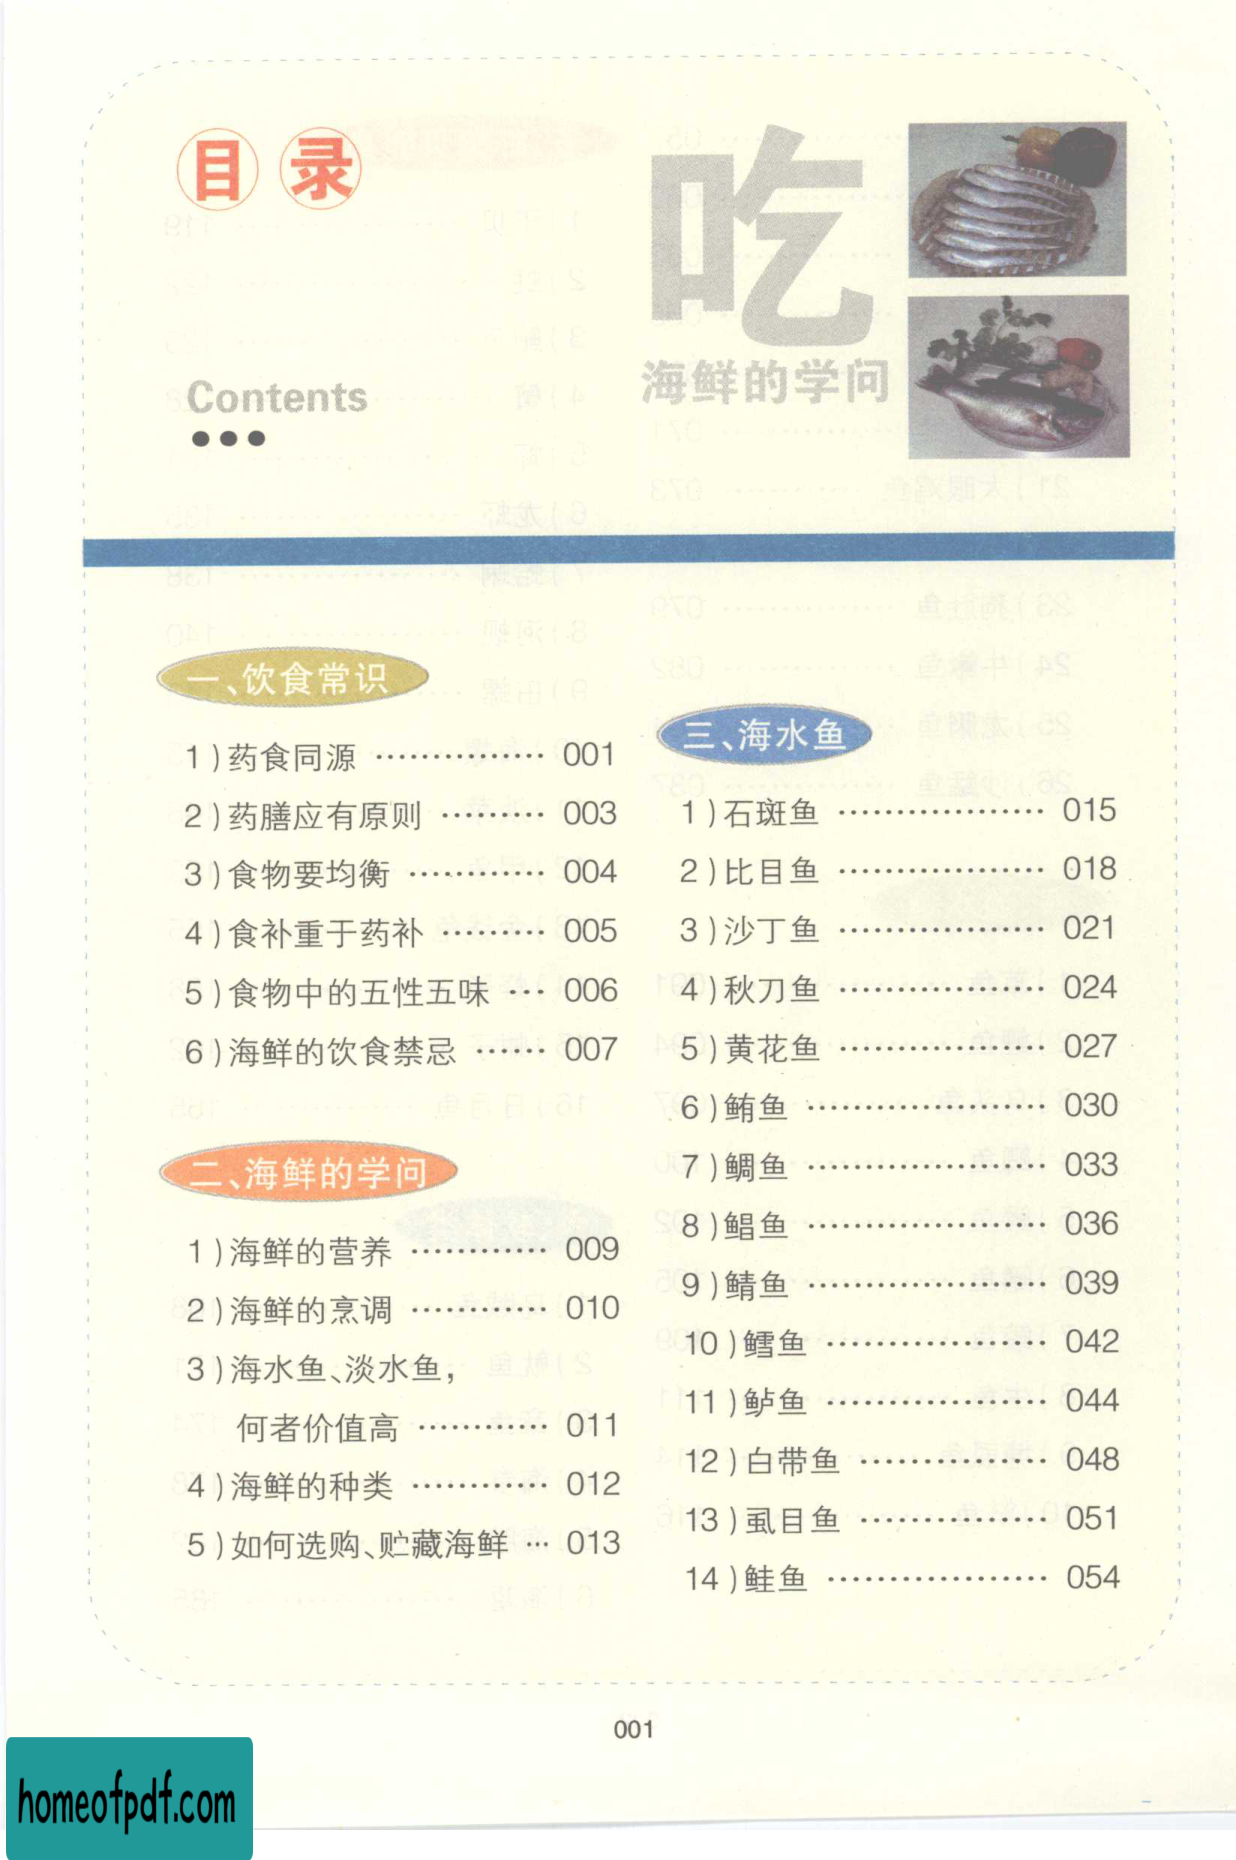 目录
吃
海鲜的学问
Contents
一、饮食常识
1)药食同源 ……………… 001
2)药膳应有原则 ……… 003
3)食物要均衡 ………… 004
4)食补重于药补 ……… 005
5)食物中的五性五味 … 006
6)海鲜的饮食禁忌 …… 007
二、海鲜的学问
1)海鲜的营养 ………… 009
2)海鲜的烹调 ………… 010
3)海水鱼、淡水鱼，
何者价值高 ………… 011
4)海鲜的种类 ………… 012
5)如何选购、贮藏海鲜 … 013
三、海水鱼
1)石斑鱼 ……………… 015
2)比目鱼 ……………… 018
3)沙丁鱼 ……………… 021
4)秋刀鱼 ……………… 024
5)黄花鱼 ……………… 027
6)鲔鱼 ………………… 030
7)鲷鱼 ………………… 033
8)鲳鱼 ………………… 036
9)鲭鱼 ………………… 039
10)鳕鱼 ………………… 042
11)鲈鱼 ………………… 044
12)白带鱼 ……………… 048
13)虱目鱼 ……………… 051
14)鲑鱼 ………………… 054
001
homeofpdf.com